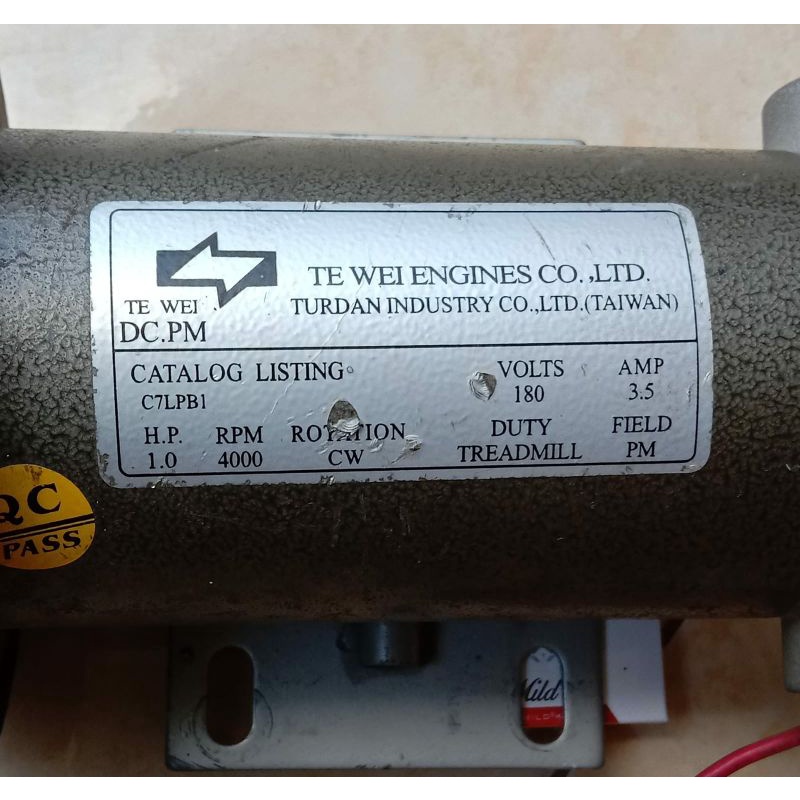 TE WEI ENGINES CO.,LTD.
TE WEI
TURDAN INDUSTRY CO.,LTD.(TAIWAN)
DC.PM
CATALOG LISTING
VOLTS AMP
C7LPB1
180 3.5
H.P. RPM ROTATION DUTY FIELD
1.0 4000 CW TREADMILL PM
QC
PASS
Mild